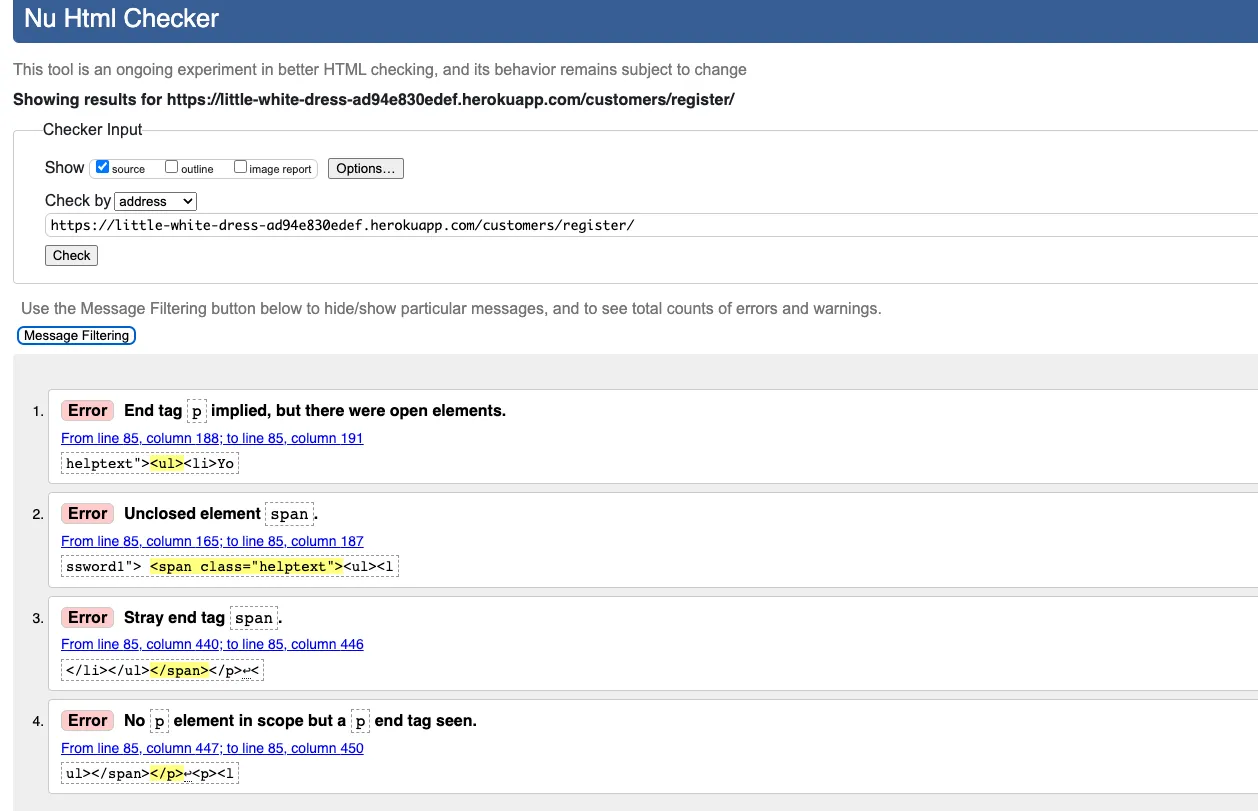 Nu Html Checker
This tool is an ongoing experiment in better HTML checking, and its behavior remains subject to change
Showing results for https://little-white-dress-ad94e830edef.herokuapp.com/customers/register/
Checker Input
Show source outline image report Options...
Check by address
https://little-white-dress-ad94e830edef.herokuapp.com/customers/register/
Check
Use the Message Filtering button below to hide/show particular messages, and to see total counts of errors and warnings.
Message Filtering
1. Error End tag p implied, but there were open elements.
From line 85, column 188; to line 85, column 191
helptext"><ul><li>Yo
2. Error Unclosed element span.
From line 85, column 165; to line 85, column 187
ssword1"> <span class="helptext"><ul><l
3. Error Stray end tag span.
From line 85, column 440; to line 85, column 446
</li></ul></span></p>↩<
4. Error No p element in scope but a p end tag seen.
From line 85, column 447; to line 85, column 450
ul></span></p>↩<p><l